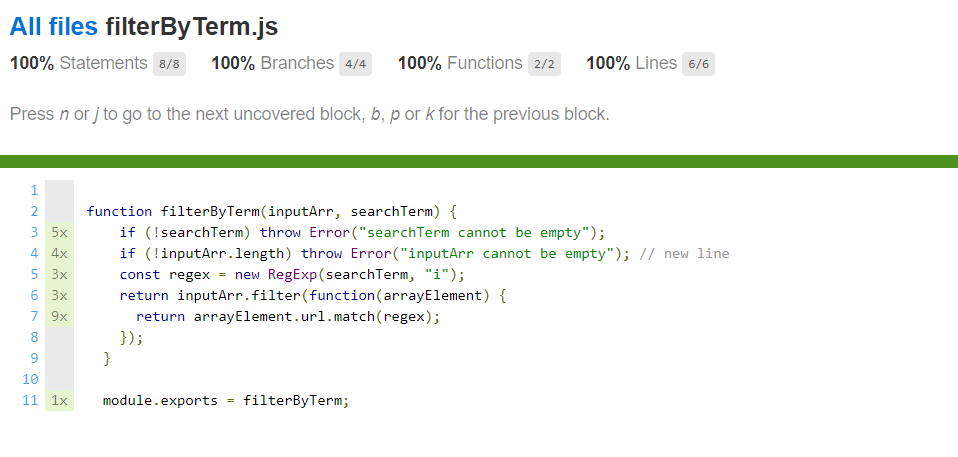 All files filterByTerm.js
100% Statements 8/8 100% Branches 4/4 100% Functions 2/2 100% Lines 6/6
Press n or j to go to the next uncovered block, b, p or k for the previous block.
1
2 function filterByTerm(inputArr, searchTerm) {
3 5x if (!searchTerm) throw Error("searchTerm cannot be empty");
4 4x if (!inputArr.length) throw Error("inputArr cannot be empty"); // new line
5 3x const regex = new RegExp(searchTerm, "i");
6 3x return inputArr.filter(function(arrayElement) {
7 9x return arrayElement.url.match(regex);
8 });
9 }
10
11 1x module.exports = filterByTerm;